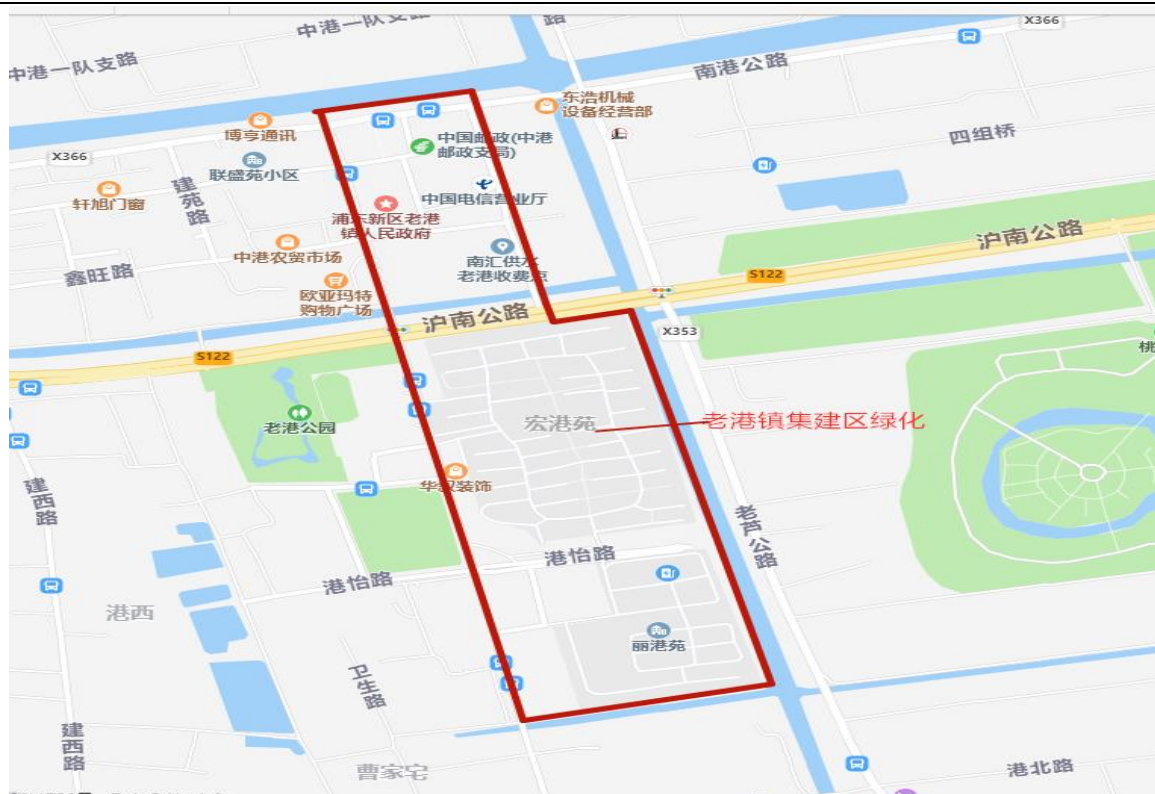 路
中港一队支路
X366
中港一队支路
南港公路
东浩机械
设备经营部
博亨通讯
中国邮政(中港
邮政支局)
四组桥
X366
联盛苑小区
建苑路
轩旭门窗
中国电信营业厅
浦东新区老港
镇人民政府
沪南公路
中港农贸市场
南汇供水
老港收费点
鑫旺路
欧亚玛特
购物广场
S122
沪南公路
X353
S122
桃
宏港苑
老港镇集建区绿化
老港公园
华叔装饰
建西路
老芦公路
港怡路
港怡路
港西
丽港苑
卫生路
建西路
曹家宅
港北路